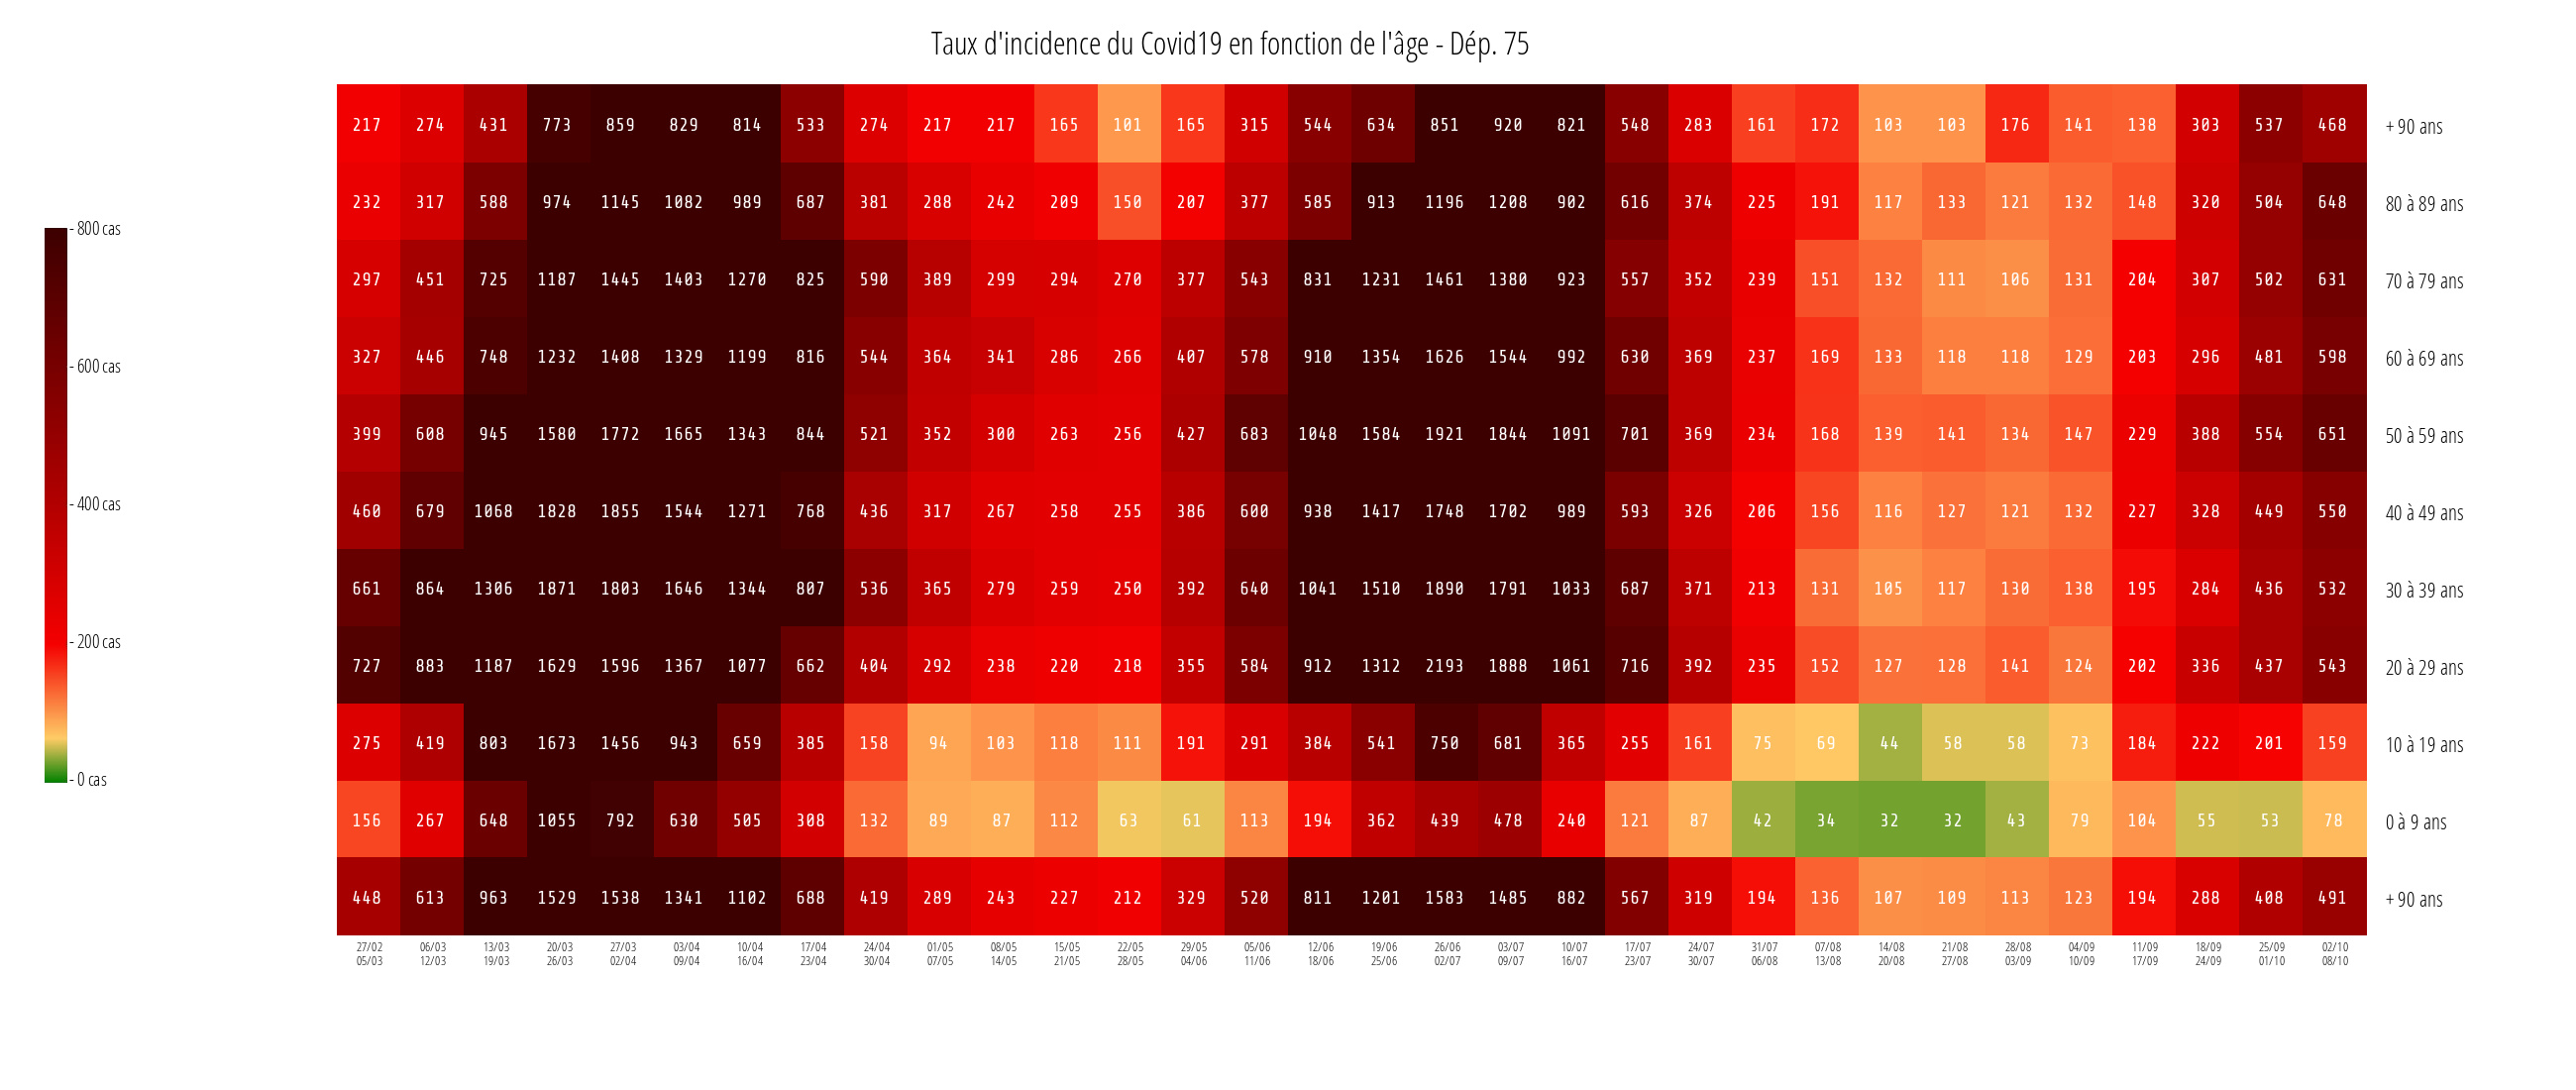 Taux d'incidence du Covid19 en fonction de l'âge - Dép. 75
217 274 431 773 859 829 814 533 274 217 217 165 101 165 315 544 634 851 920 821 548 283 161 172 103 103 176 141 138 303 537 468 + 90 ans
232 317 588 974 1145 1082 989 687 381 288 242 209 150 207 377 585 913 1196 1208 902 616 374 225 191 117 133 121 132 148 320 504 648 80 à 89 ans
297 451 725 1187 1445 1403 1270 825 590 389 299 294 270 377 543 831 1231 1461 1380 923 557 352 239 151 132 111 106 131 204 307 502 631 70 à 79 ans
327 446 748 1232 1408 1329 1199 816 544 364 341 286 266 407 578 910 1354 1626 1544 992 630 369 237 169 133 118 118 129 203 296 481 598 60 à 69 ans
399 608 945 1580 1772 1665 1343 844 521 352 300 263 256 427 683 1048 1584 1921 1844 1091 701 369 234 168 139 141 134 147 229 388 554 651 50 à 59 ans
460 679 1068 1828 1855 1544 1271 768 436 317 267 258 255 386 600 938 1417 1748 1702 989 593 326 206 156 116 127 121 132 227 328 449 550 40 à 49 ans
661 864 1306 1871 1803 1646 1344 807 536 365 279 259 250 392 640 1041 1510 1890 1791 1033 687 371 213 131 105 117 130 138 195 284 436 532 30 à 39 ans
727 883 1187 1629 1596 1367 1077 662 404 292 238 220 218 355 584 912 1312 2193 1888 1061 716 392 235 152 127 128 141 124 202 336 437 543 20 à 29 ans
275 419 803 1673 1456 943 659 385 158 94 103 118 111 191 291 384 541 750 681 365 255 161 75 69 44 58 58 73 184 222 201 159 10 à 19 ans
156 267 648 1055 792 630 505 308 132 89 87 112 63 61 113 194 362 439 478 240 121 87 42 34 32 32 43 79 104 55 53 78 0 à 9 ans
448 613 963 1529 1538 1341 1102 688 419 289 243 227 212 329 520 811 1201 1583 1485 882 567 319 194 136 107 109 113 123 194 288 408 491 + 90 ans
27/02 06/03 13/03 20/03 27/03 03/04 10/04 17/04 24/04 01/05 08/05 15/05 22/05 29/05 05/06 12/06 19/06 26/06 03/07 10/07 17/07 24/07 31/07 07/08 14/08 21/08 28/08 04/09 11/09 18/09 25/09 02/10
05/03 12/03 19/03 26/03 02/04 09/04 16/04 23/04 30/04 07/05 14/05 21/05 28/05 04/06 11/06 18/06 25/06 02/07 09/07 16/07 23/07 30/07 06/08 13/08 20/08 27/08 03/09 10/09 17/09 24/09 01/10 08/10
- 800 cas
- 600 cas
- 400 cas
- 200 cas
- 0 cas